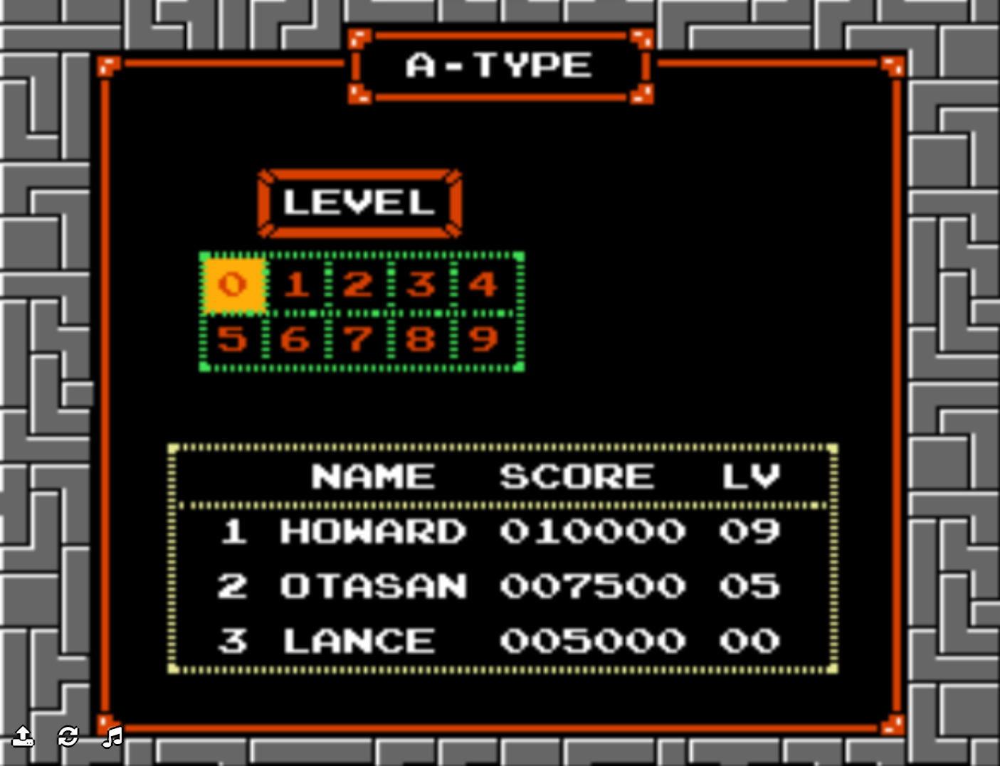 A-TYPE
LEVEL
0 1 2 3 4
5 6 7 8 9
NAME SCORE LV
1 HOWARD 010000 09
2 OTASAN 007500 05
3 LANCE 005000 00